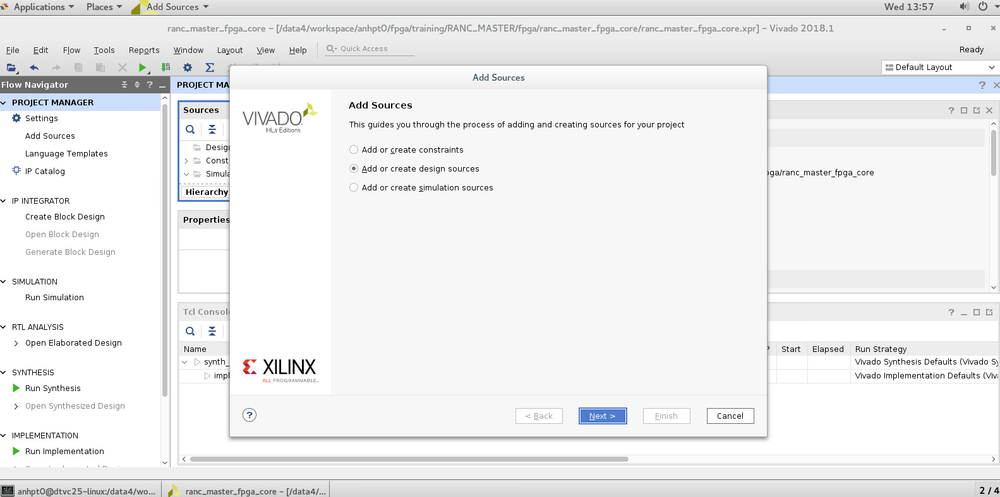 Applications Places Add Sources Wed 13:57
ranc_master_fpga_core – [/data4/workspace/anhpt0/fpga/training/RANC_MASTER/fpga/ranc_master_fpga_core/ranc_master_fpga_core.xpr] – Vivado 2018.1
File Edit Flow Tools Reports Window Layout View Help Quick Access Ready
Default Layout
Flow Navigator ? PROJECT MA ?
PROJECT MANAGER
Settings
Add Sources
Language Templates
IP Catalog
IP INTEGRATOR
Create Block Design
Open Block Design
Generate Block Design
SIMULATION
Run Simulation
RTL ANALYSIS
Open Elaborated Design
SYNTHESIS
Run Synthesis
Open Synthesized Design
IMPLEMENTATION
Run Implementation
Sources ?
Desig
Const
Simula
Hierarchy
Properties
Tcl Consol ?
Name Start Elapsed Run Strategy
synth_ Vivado Synthesis Defaults (Vivado Sy
impl Vivado Implementation Defaults (Viv
ga/ranc_master_fpga_core
Add Sources
VIVADO
HLx Editions
Add Sources
This guides you through the process of adding and creating sources for your project
Add or create constraints
Add or create design sources
Add or create simulation sources
XILINX
ALL PROGRAMMABLE
? < Back Next > Finish Cancel
anhpt0@dtvc25-linux:/data4/wo... ranc_master_fpga_core – [/data4/... 2 / 4